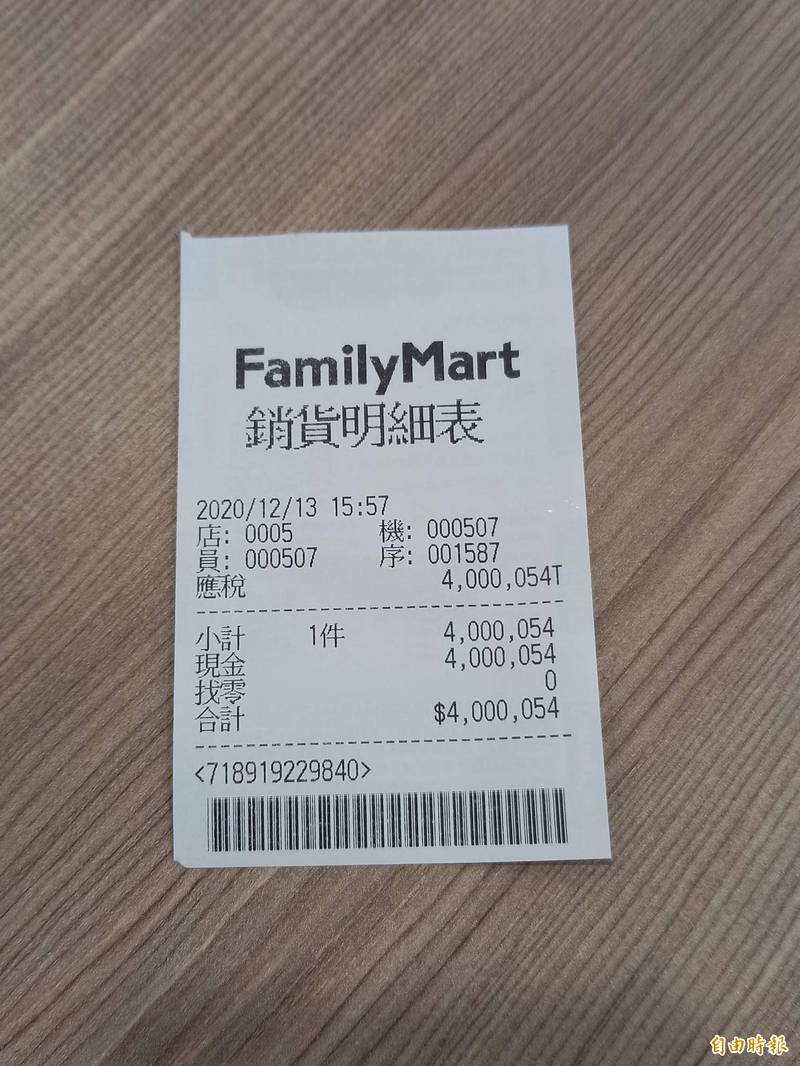 FamilyMart
銷貨明細表
2020/12/13 15:57
店: 0005 機: 000507
員: 000507 序: 001587
應稅 4,000,054T
小計 1件 4,000,054
現金 4,000,054
找零 0
合計 $4,000,054
<718919229840>
自由時報